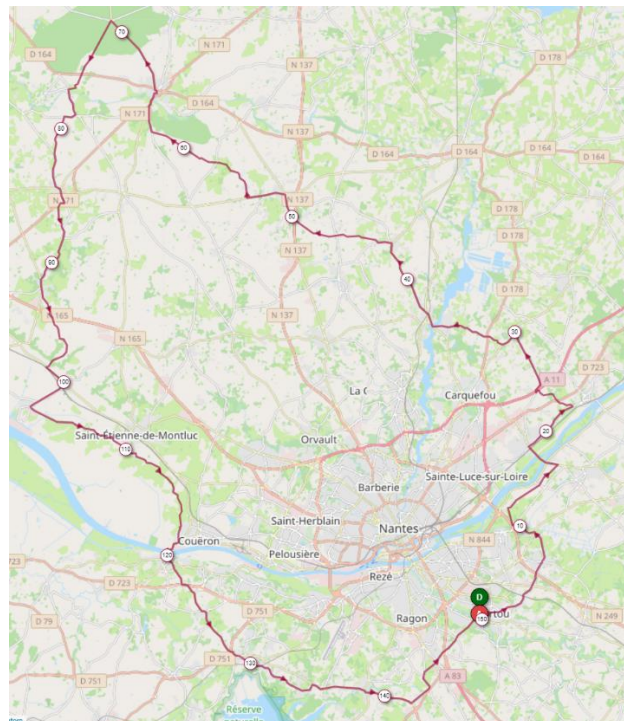 70
D 164
N 171
N 137
D 178
80
N 171
D 164
N 137
60
D 164
D 164
D 164
N 171
N 137
50
D 178
D 178
N 137
90
40
D 178
N 165
N 137
30
N 165
D 723
A 11
100
La C
Carquefou
Saint-Étienne-de-Montluc
Orvault
20
110
Barberie
Sainte-Luce-sur-Loire
Saint-Herblain
Nantes
10
Couëron
N 844
120
Pelousière
Rezé
723
D 723
D
D 751
tou
D 79
Ragon
150
N 249
D 751
130
A 83
D 723
140
Réserve